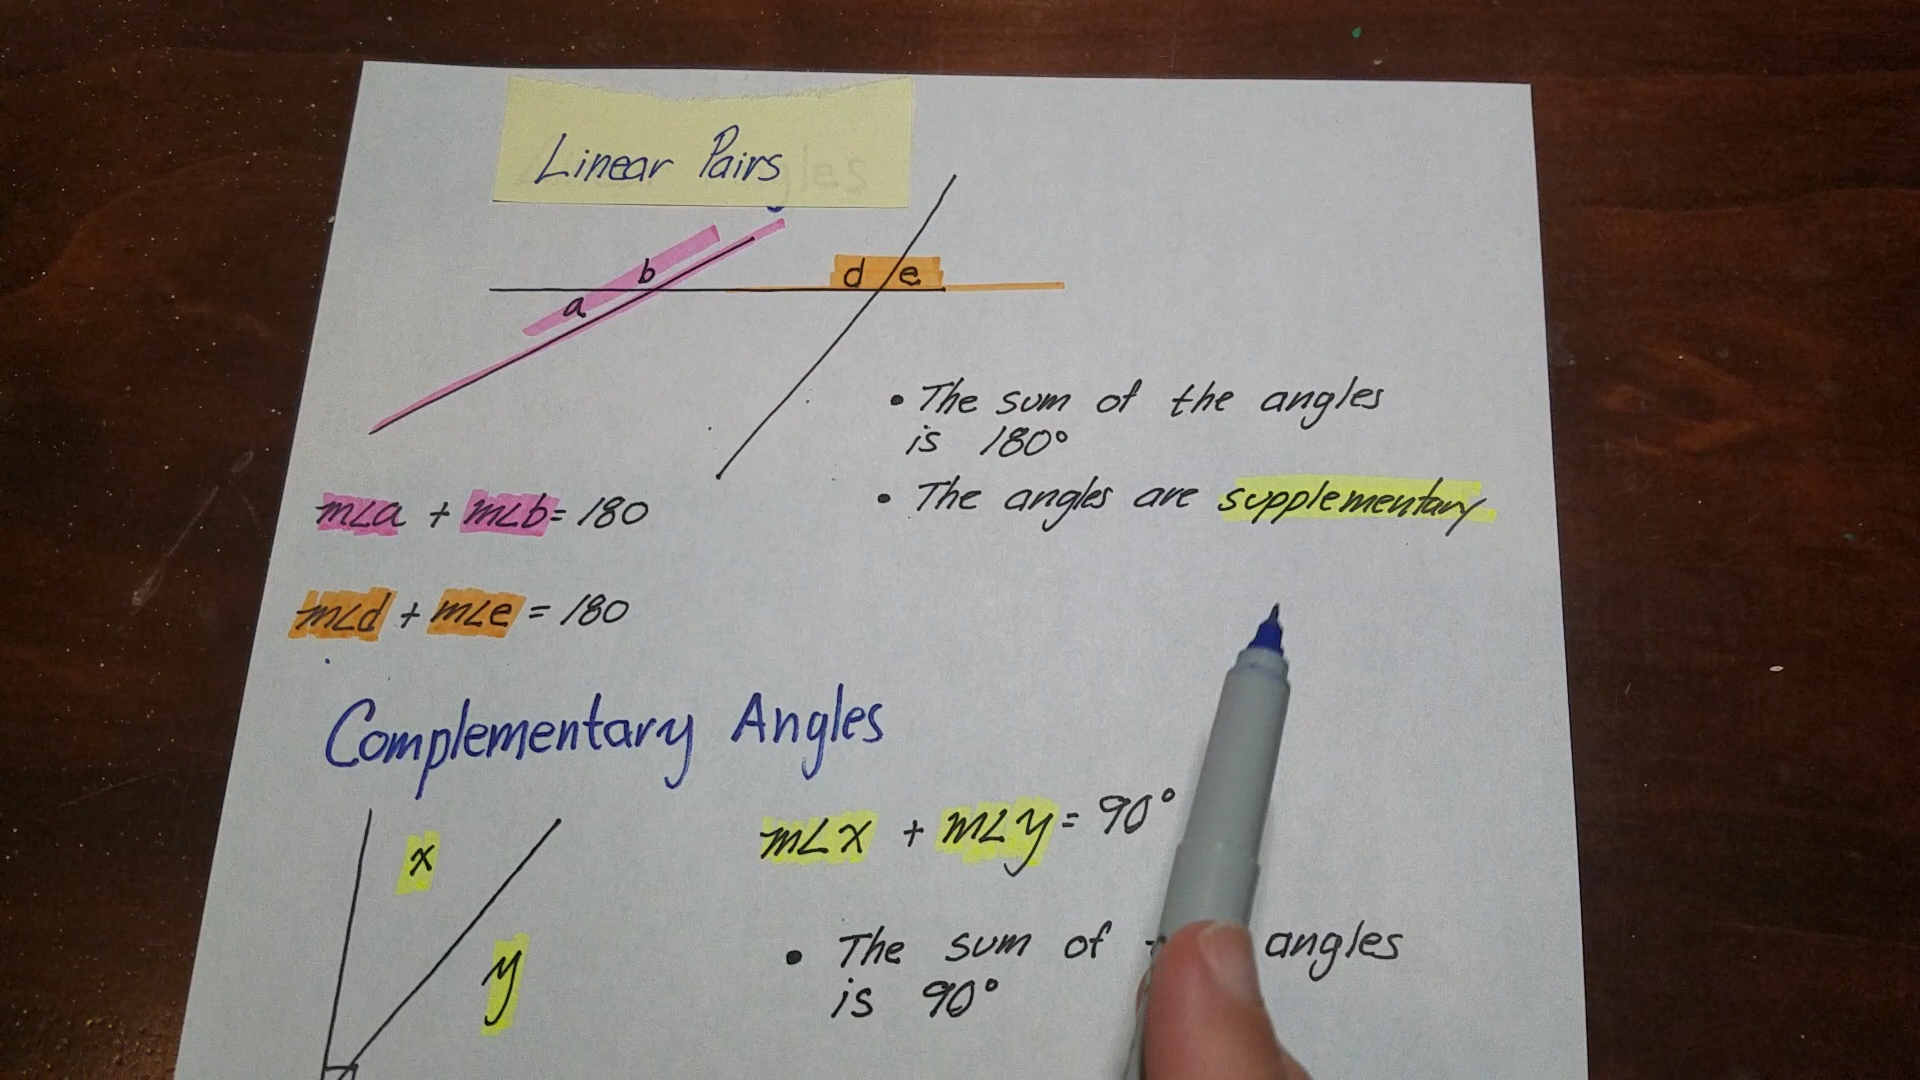 Linear Pairs
b
a
d e
• The sum of the angles
is 180°
• The angles are supplementary
m∠a + m∠b = 180
m∠d + m∠e = 180
Complementary Angles
x
y
m∠x + m∠y = 90°
• The sum of angles
is 90°